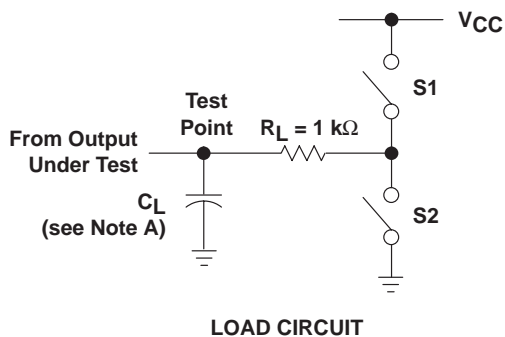 VCC
S1
Test
Point
RL = 1 kΩ
From Output
Under Test
CL
(see Note A)
S2
LOAD CIRCUIT